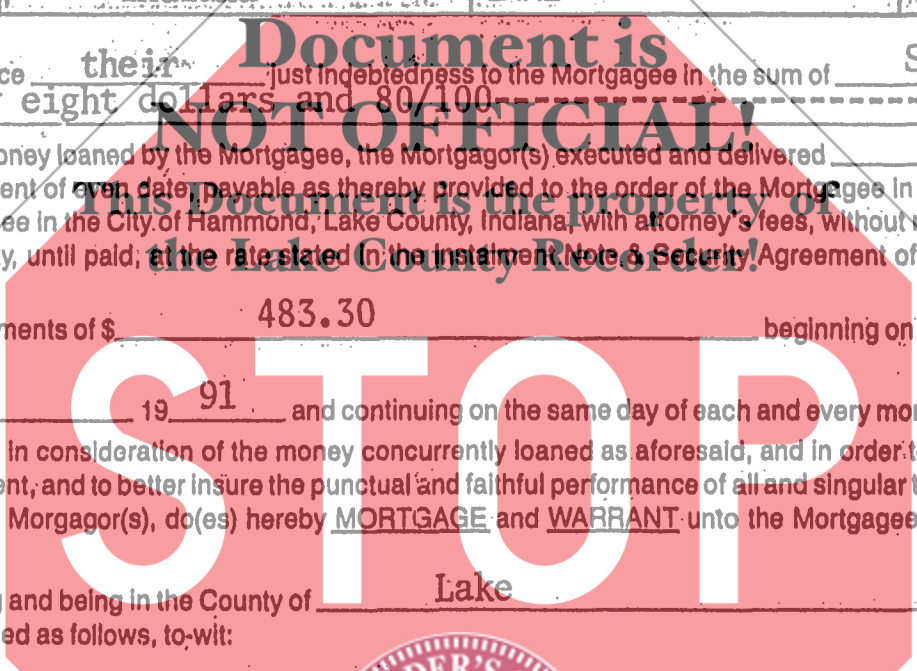 Document is
ce their just indebtedness to the Mortgagee in the sum of S
eight dollars and 80/100
NOT OFFICIAL!
oney loaned by the Mortgagee, the Mortgagor(s) executed and delivered
ent of even date, payable as thereby provided to the order of the Mortgagee in
This Document is the property of
ee in the City of Hammond, Lake County, Indiana, with attorney's fees, without
y, until paid, at the rate stated in the Instalment Note & Security Agreement of
the Lake County Recorder!
ments of $ 483.30 beginning on
STOP
19 91 and continuing on the same day of each and every mo
in consideration of the money concurrently loaned as aforesaid, and in order t
ent, and to better insure the punctual and faithful performance of all and singular t
Morgagor(s), do(es) hereby MORTGAGE and WARRANT unto the Mortgagee
and being in the County of Lake
ed as follows, to-wit:
DER'S